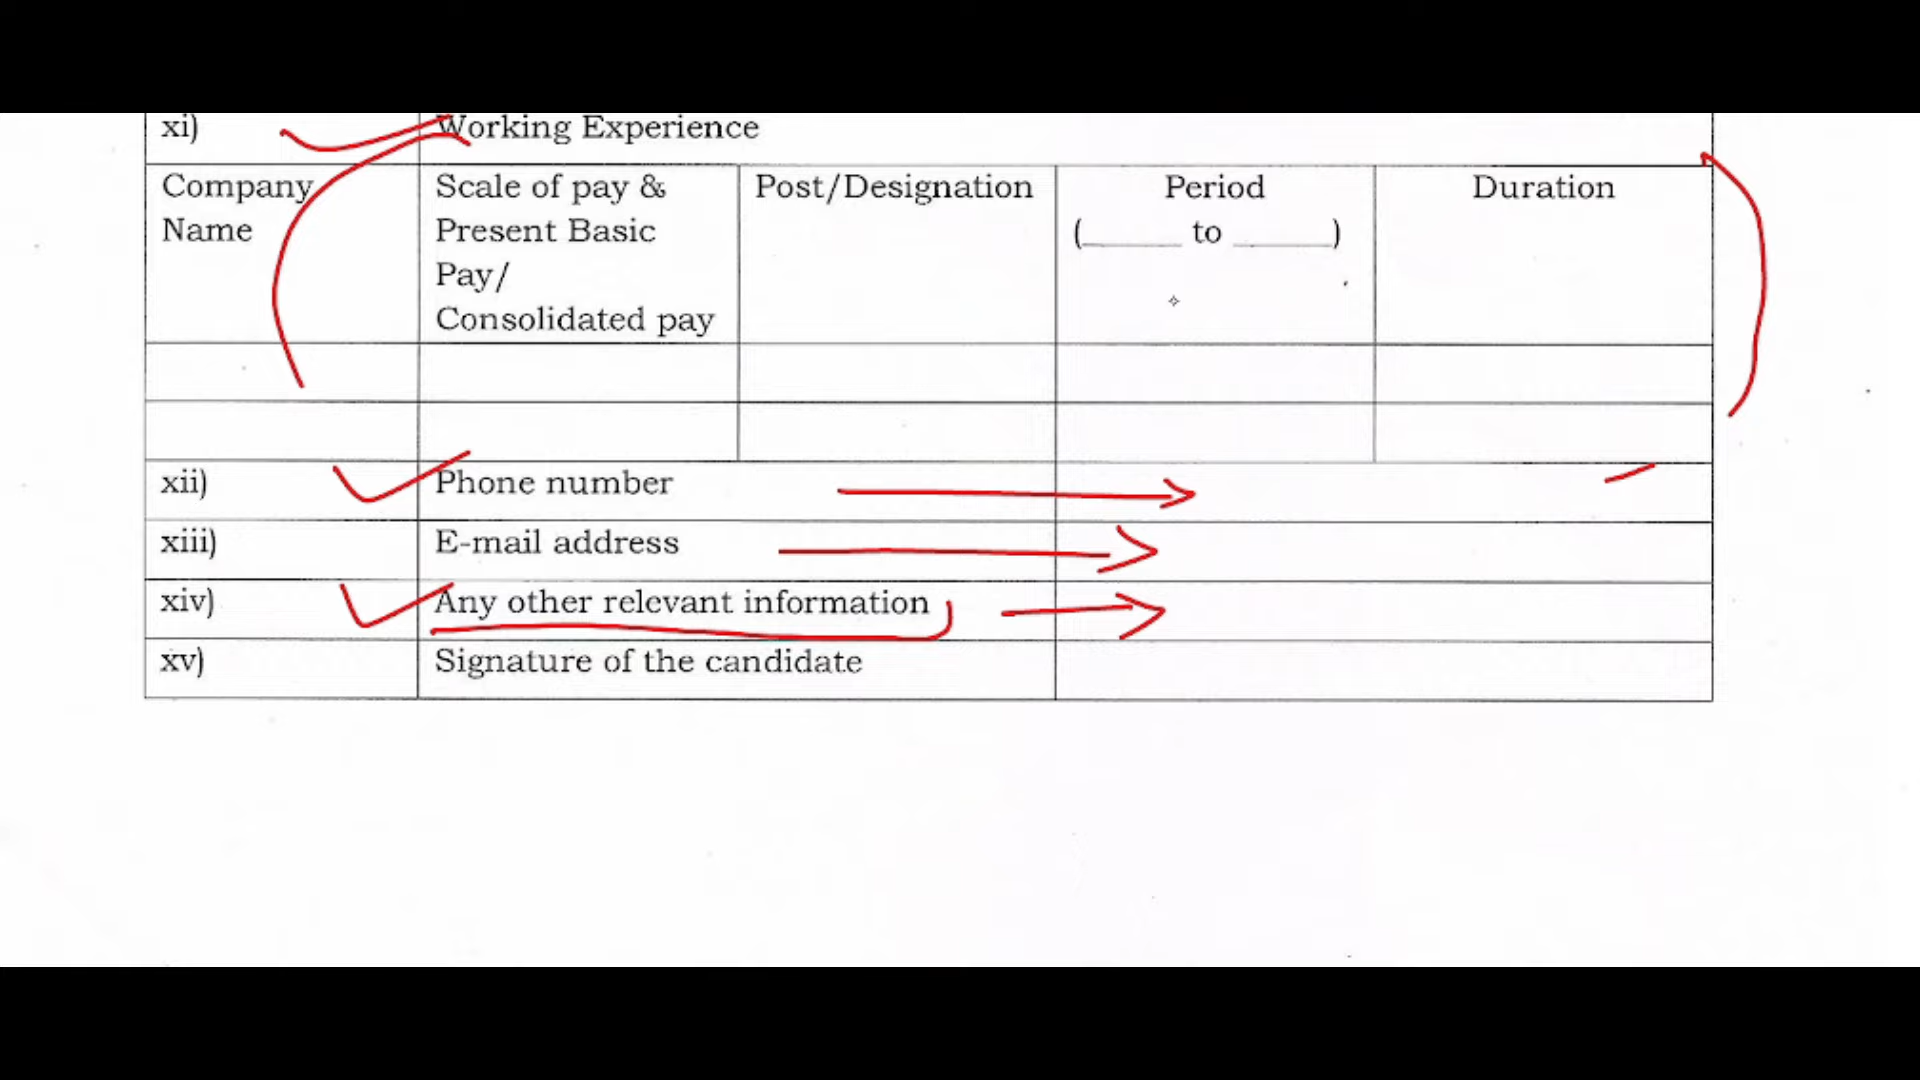 xi) Working Experience
Company Name Scale of pay & Present Basic Pay/ Consolidated pay Post/Designation Period (______ to ______) Duration
xii) Phone number
xiii) E-mail address
xiv) Any other relevant information
xv) Signature of the candidate